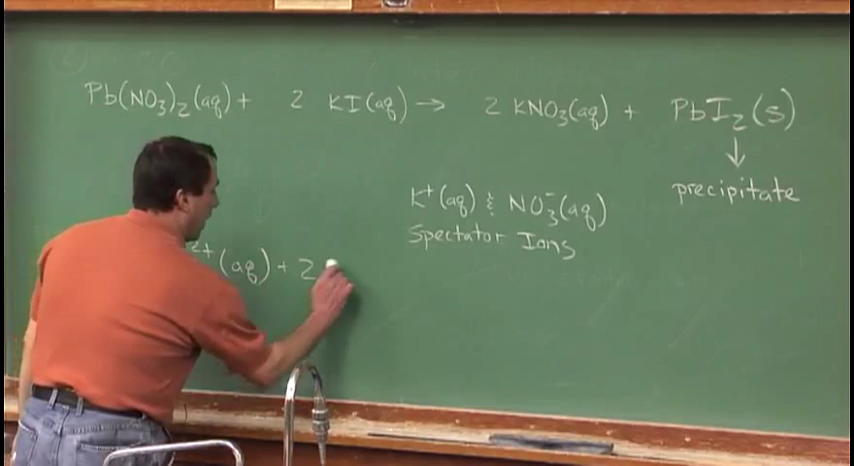 Pb(NO₃)₂(aq) + 2 KI(aq) → 2 KNO₃(aq) + PbI₂(s)
↓
precipitate
K⁺(aq) & NO₃⁻(aq)
Spectator Ions
²⁺(aq) + 2